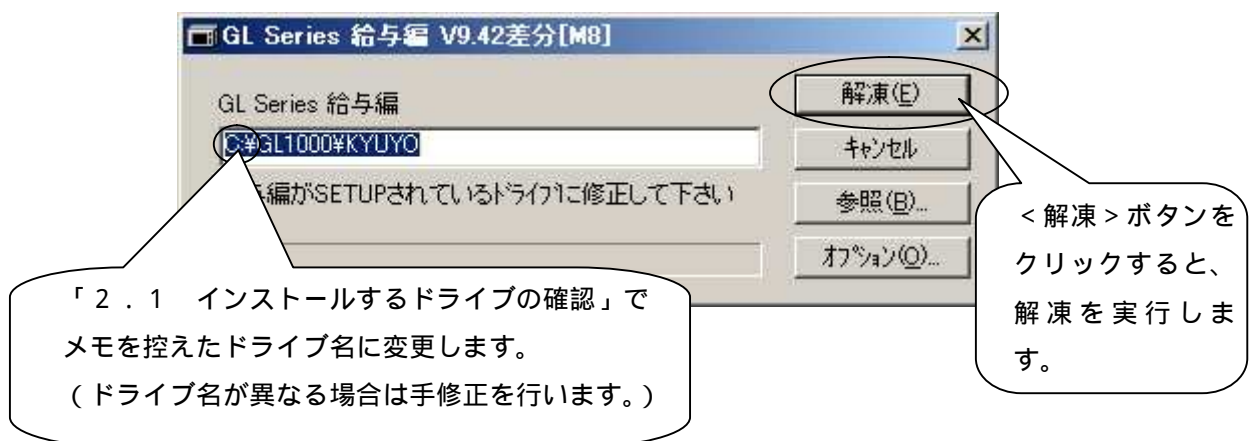 GL Series 給与編 V9.42差分[M8]
GL Series 給与編
解凍(E)
C:¥GL1000¥KYUYO
キャンセル
与編がSETUPされているドライブに修正して下さい
参照(B)...
オプション(O)...
<解凍>ボタンを
クリックすると、
解凍を実行しま
す。
「2.1 インストールするドライブの確認」で
メモを控えたドライブ名に変更します。
(ドライブ名が異なる場合は手修正を行います。)